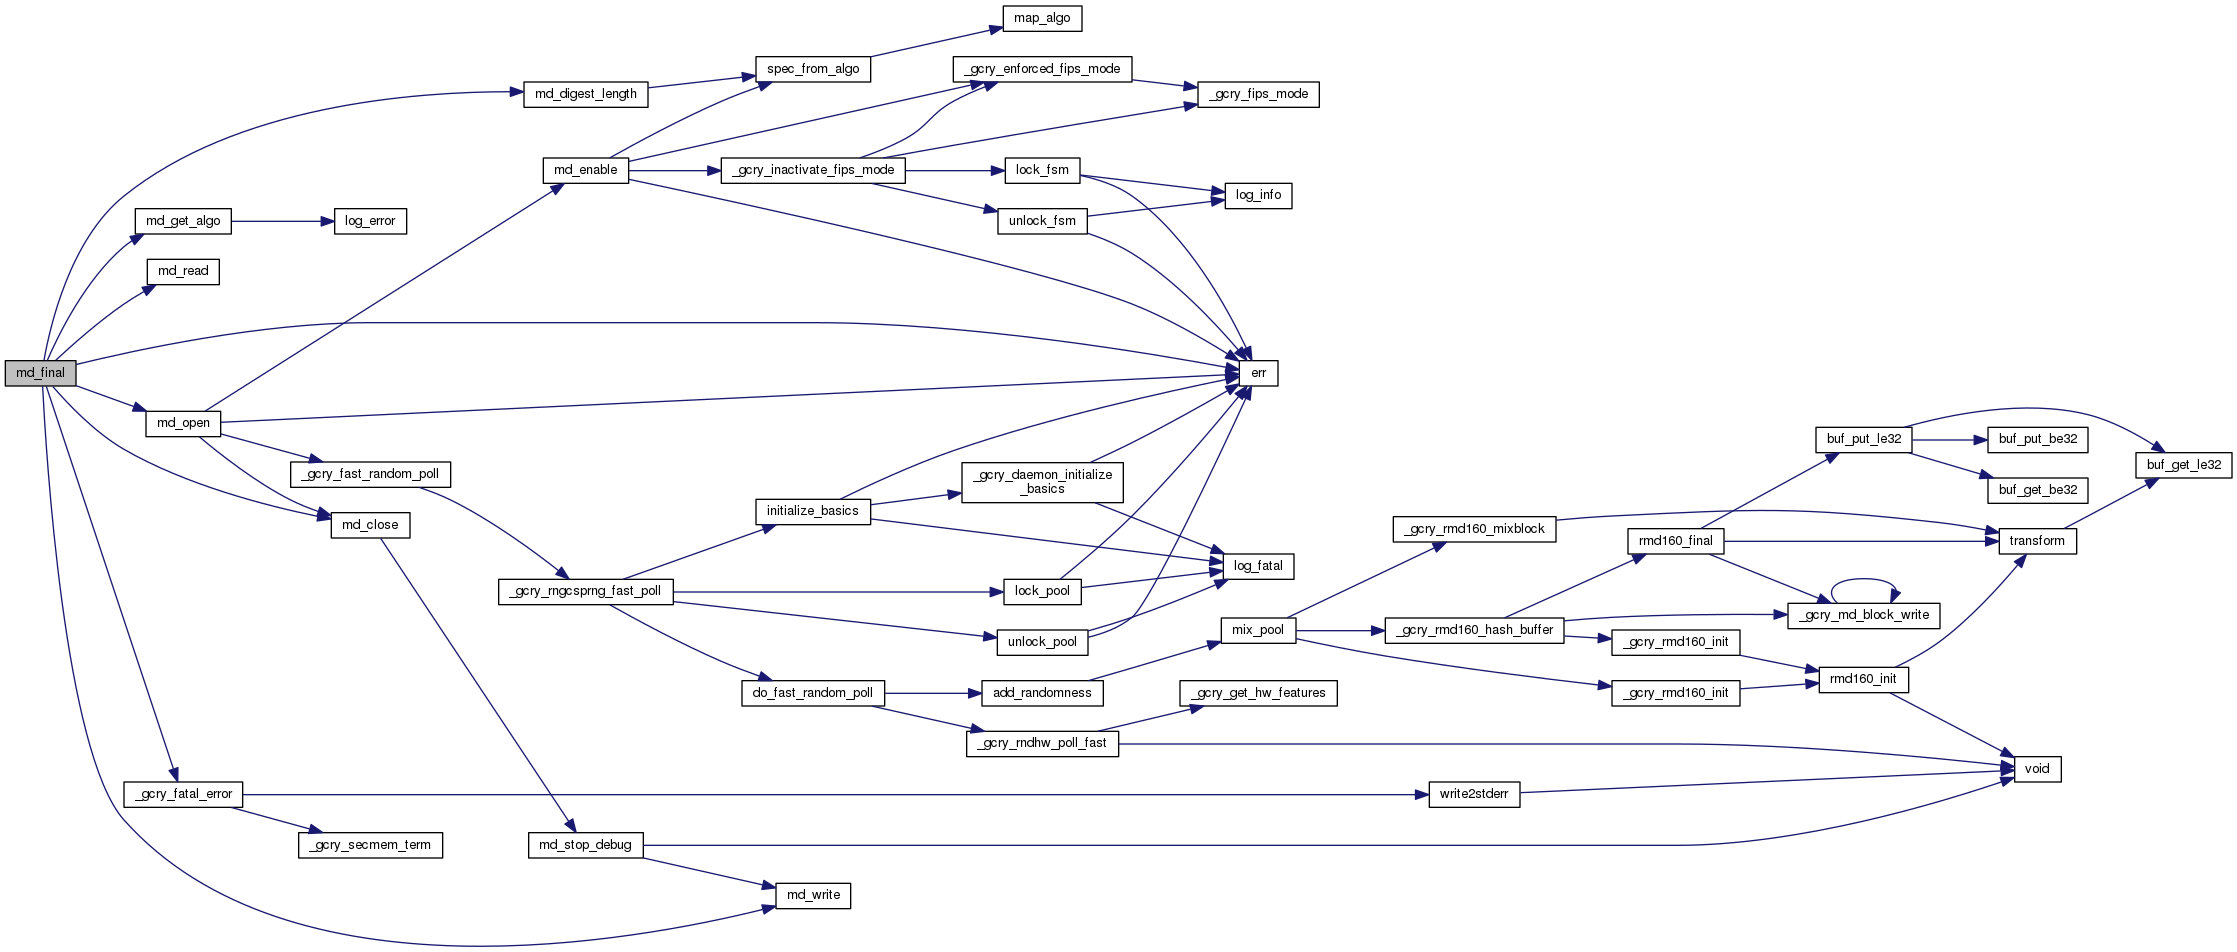 map_algo
spec_from_algo
_gcry_enforced_fips_mode
md_digest_length
_gcry_fips_mode
md_enable
_gcry_inactivate_fips_mode
lock_fsm
log_info
md_get_algo
log_error
unlock_fsm
md_read
md_final
err
md_open
buf_put_le32
buf_put_be32
buf_get_le32
_gcry_fast_random_poll
_gcry_daemon_initialize
_basics
buf_get_be32
initialize_basics
md_close
_gcry_rmd160_mixblock
rmd160_final
transform
log_fatal
_gcry_rngcsprng_fast_poll
lock_pool
_gcry_md_block_write
mix_pool
_gcry_rmd160_hash_buffer
unlock_pool
_gcry_rmd160_init
rmd160_init
do_fast_random_poll
add_randomness
_gcry_get_hw_features
_gcry_rmd160_init
_gcry_rndhw_poll_fast
void
_gcry_fatal_error
write2stderr
_gcry_secmem_term
md_stop_debug
md_write